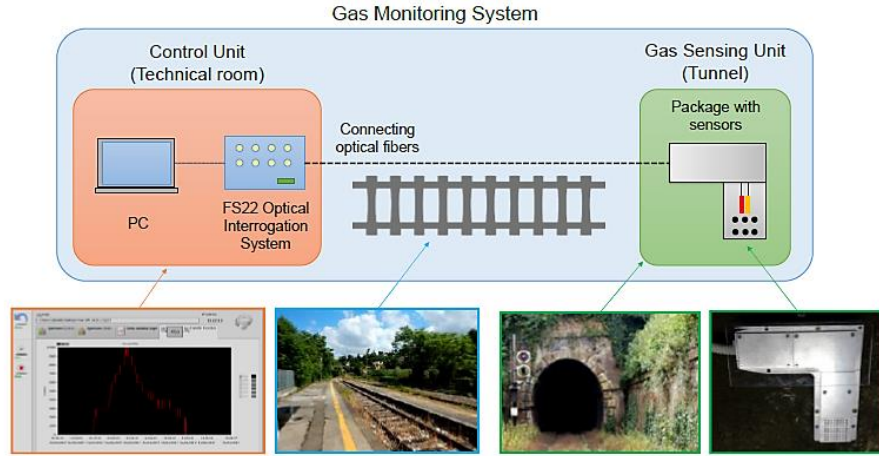 Gas Monitoring System
Control Unit
(Technical room)
Gas Sensing Unit
(Tunnel)
Package with
sensors
Connecting
optical fibers
PC
FS22 Optical
Interrogation
System